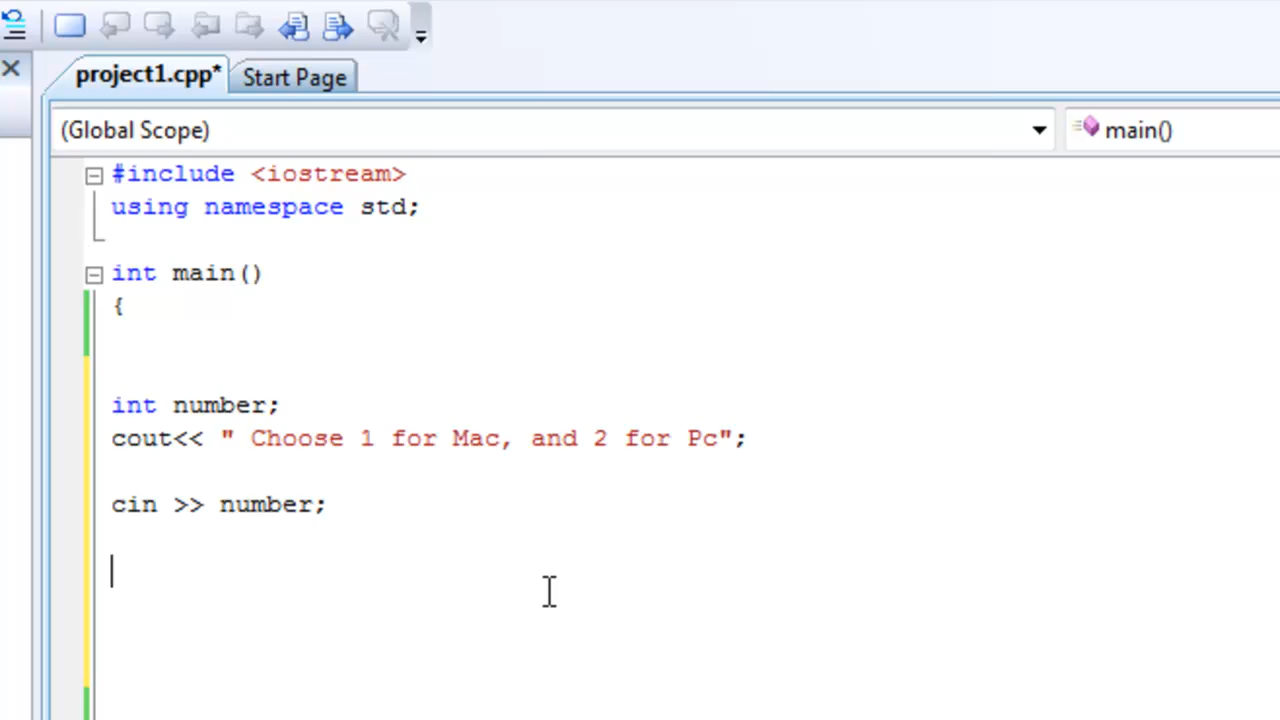 project1.cpp* Start Page
(Global Scope) main()
#include <iostream>
using namespace std;
int main()
{
int number;
cout<< " Choose 1 for Mac, and 2 for Pc";
cin >> number;